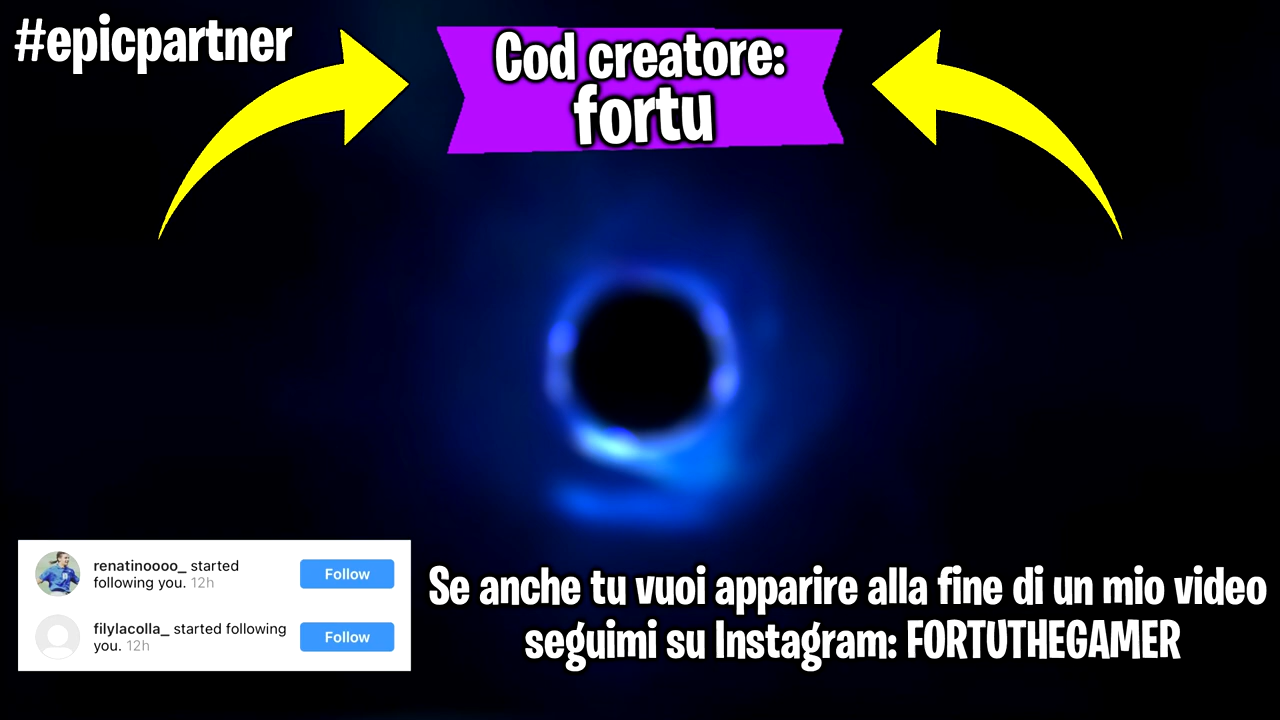 #epicpartner
Cod creatore:
fortu
renatinoooo_ started
following you. 12h
Follow
filylacolla_ started following
you. 12h
Follow
Se anche tu vuoi apparire alla fine di un mio video
seguimi su Instagram: FORTUTHEGAMER